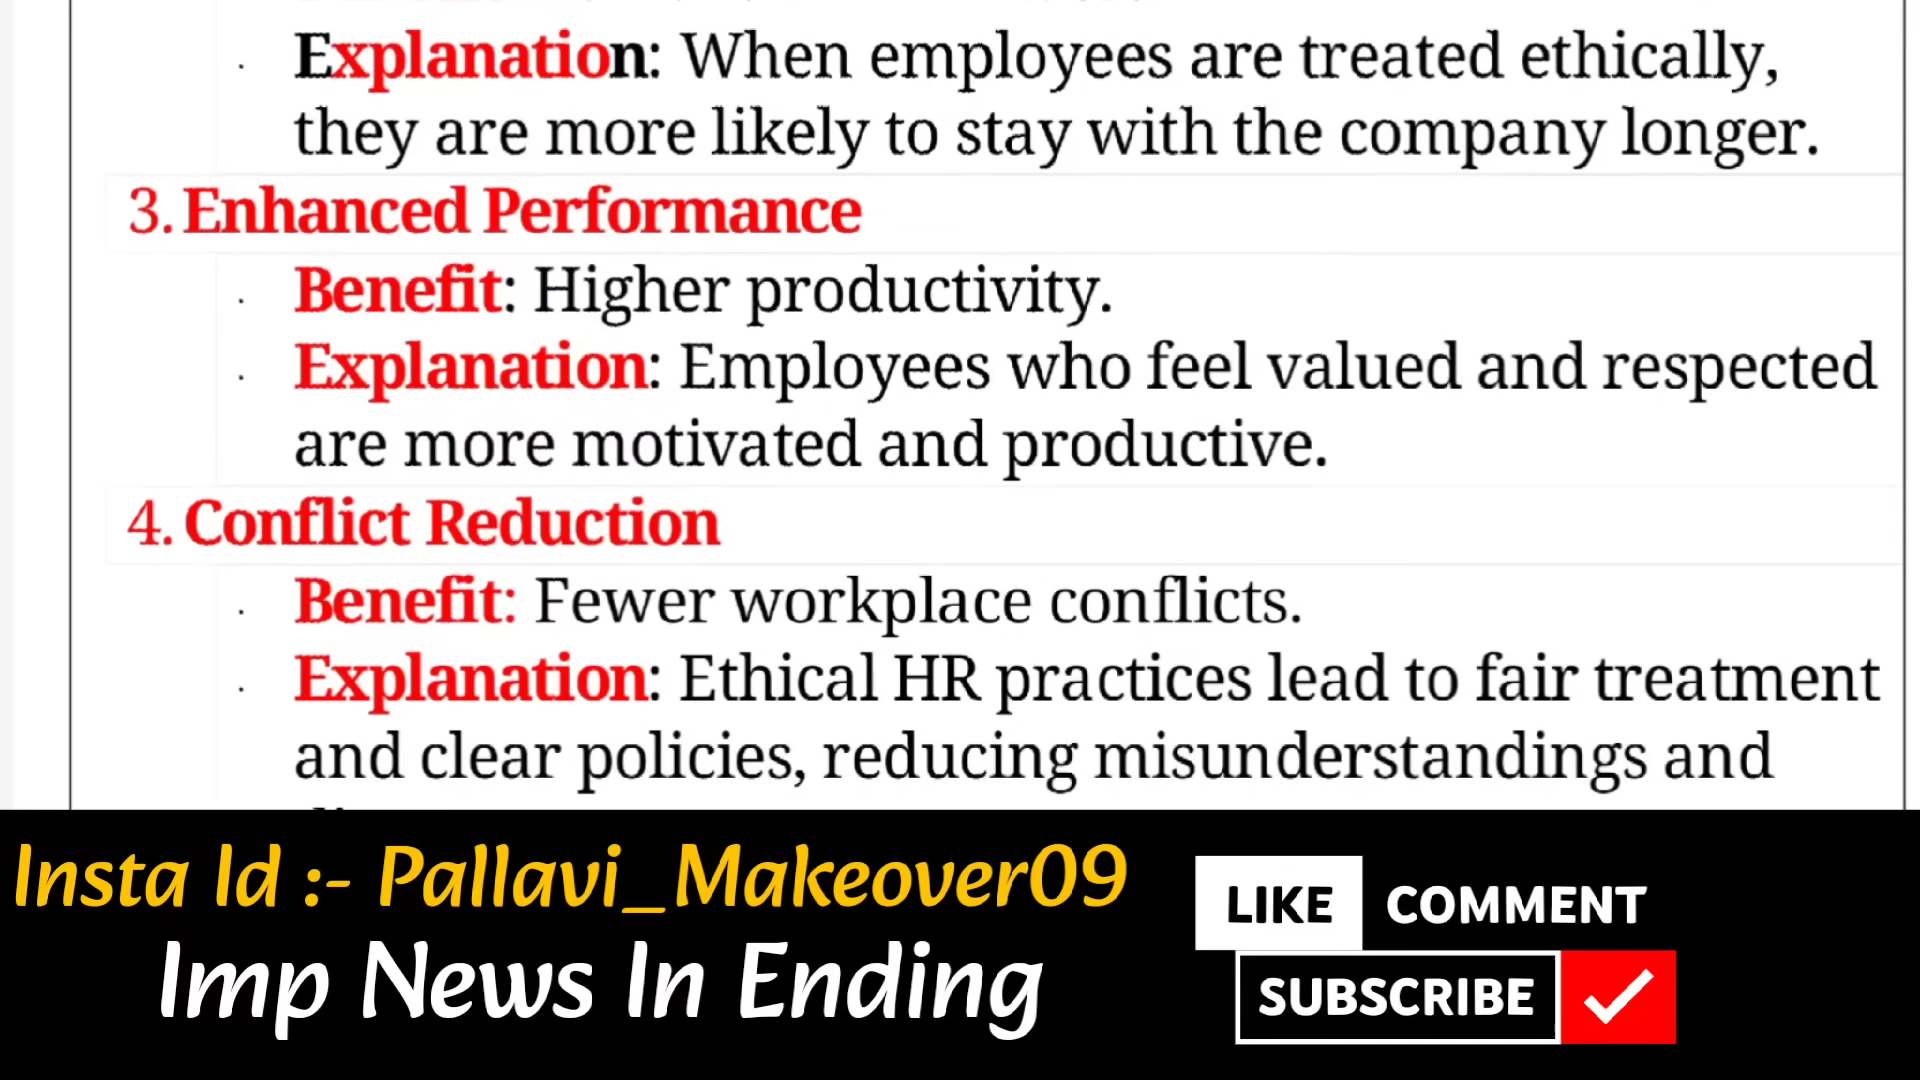 . Explanation: When employees are treated ethically,
they are more likely to stay with the company longer.
3. Enhanced Performance
. Benefit: Higher productivity.
. Explanation: Employees who feel valued and respected
are more motivated and productive.
4. Conflict Reduction
. Benefit: Fewer workplace conflicts.
. Explanation: Ethical HR practices lead to fair treatment
and clear policies, reducing misunderstandings and
Insta Id :- Pallavi_Makeover09
Imp News In Ending
LIKE COMMENT
SUBSCRIBE